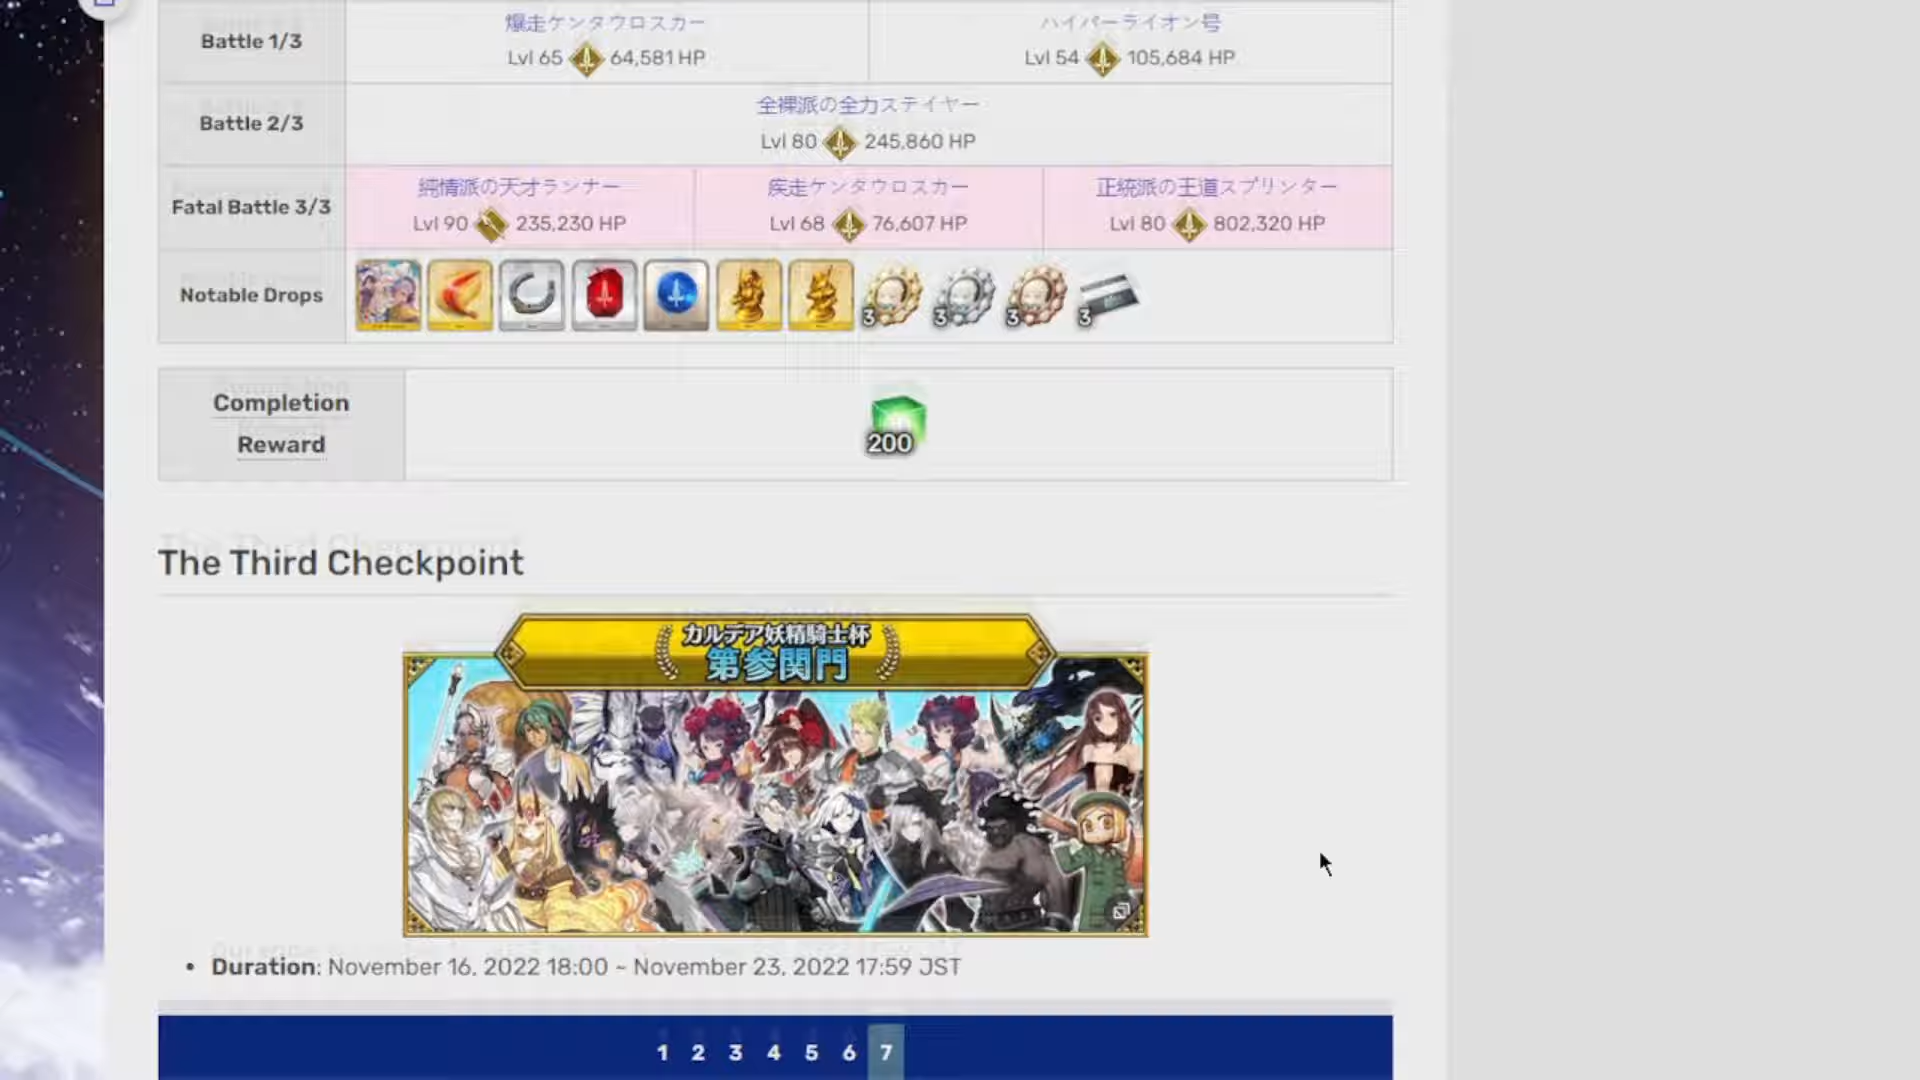 Battle 1/3
爆走ケンタウロスカー
Lvl 65 64,581 HP
ハイパーライオン号
Lvl 54 105,684 HP
Battle 2/3
全裸派の全力ステイヤー
Lvl 80 245,860 HP
Fatal Battle 3/3
純情派の天才ランナー
Lvl 90 235,230 HP
疾走ケンタウロスカー
Lvl 68 76,607 HP
正統派の王道スプリンター
Lvl 80 802,320 HP
Notable Drops
3
3
3
3
Completion
Reward
200
The Third Checkpoint
カルデア妖精騎士杯
第参関門
• Duration: November 16, 2022 18:00 ~ November 23, 2022 17:59 JST
1 2 3 4 5 6 7